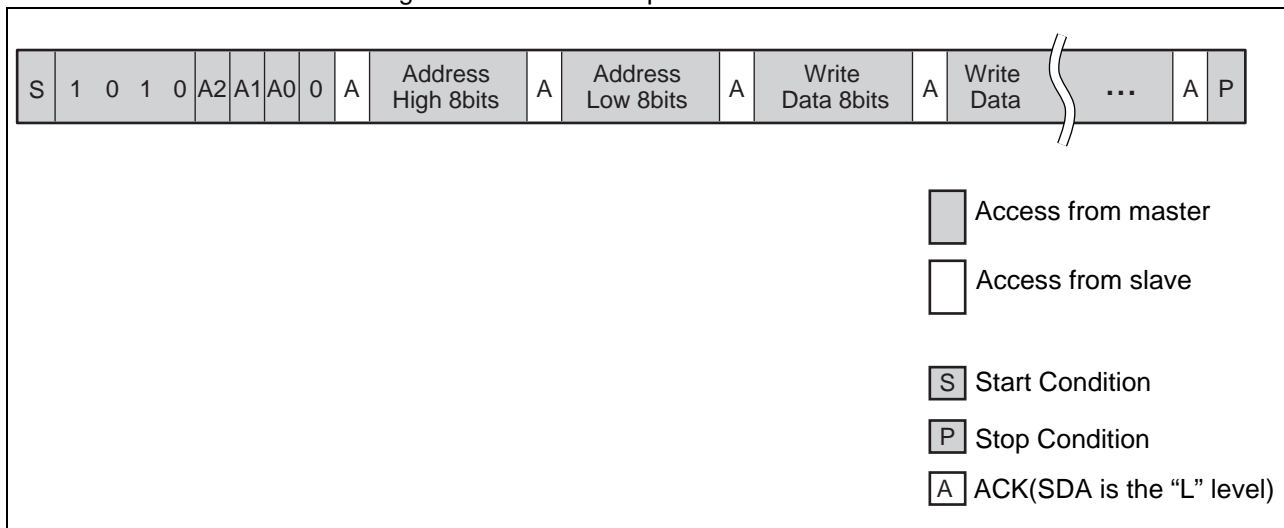 S 1 0 1 0 A2 A1 A0 0 A Address High 8bits A Address Low 8bits A Write Data 8bits A Write Data ... A P
Access from master
Access from slave
S Start Condition
P Stop Condition
A ACK(SDA is the “L” level)